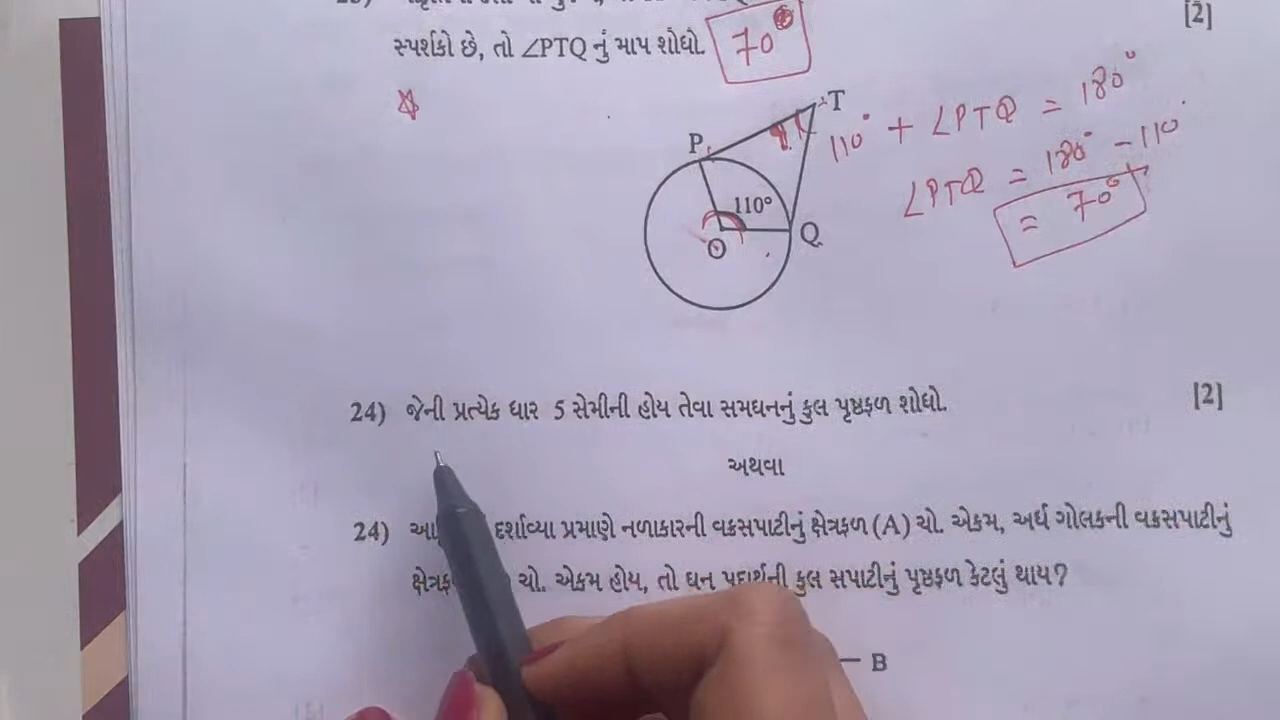 [2]
સ્પર્શકો છે, તો ∠PTQ નું માપ શોધો. 70°
T
P
110°
O
Q
110° + ∠PTQ = 180°
∠PTQ = 180° - 110°
= 70°
24) જેની પ્રત્યેક ધાર 5 સેમીની હોય તેવા સમઘનનું કુલ પૃષ્ઠફળ શોધો. [2]
અથવા
24) દર્શાવ્યા પ્રમાણે નળાકારની વક્રસપાટીનું ક્ષેત્રફળ (A) ચો. એકમ, અર્ધ ગોલકની વક્રસપાટીનું
ચો. એકમ હોય, તો ઘન પદાર્થની કુલ સપાટીનું પૃષ્ઠફળ કેટલું થાય?
B